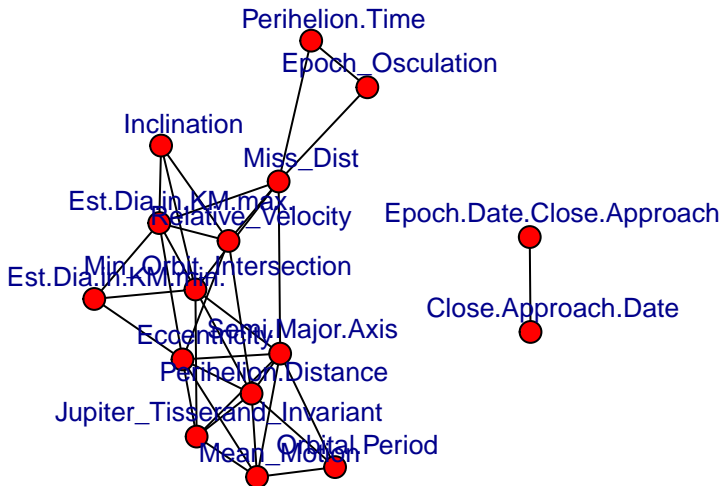 Perihelion.Time
Epoch_Osculation
Inclination
Miss_Dist
Est.Dia.in.KM.max.
Relative_Velocity
Epoch.Date.Close.Approach
Min_Orbit_Intersection
Est.Dia.in.KM.min.
Close.Approach.Date
Semi.Major.Axis
Eccentricity
Perihelion.Distance
Jupiter_Tisserand_Invariant
Orbital.Period
Mean_Motion